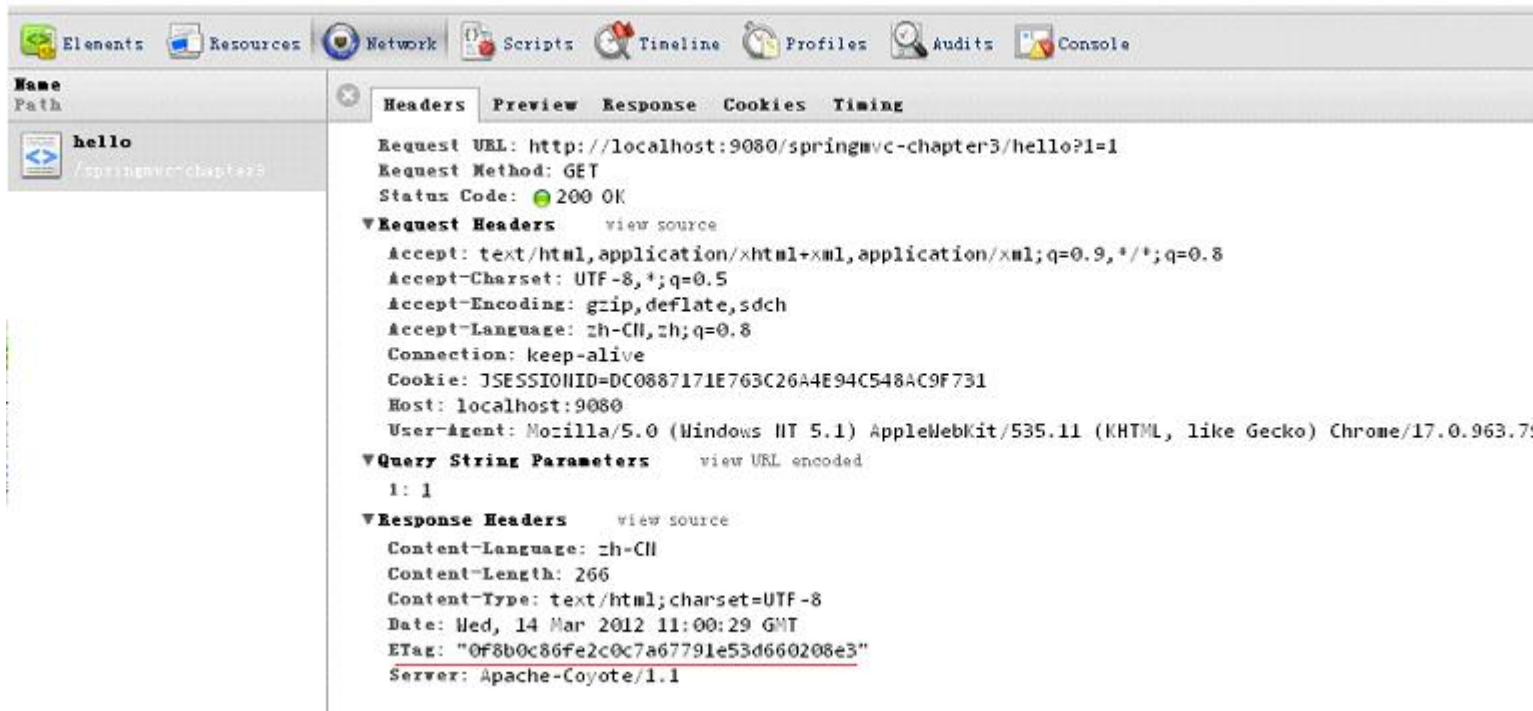 Elements Resources Network Scripts Timeline Profiles Audits Console
Name
Path
Headers Preview Response Cookies Timing
hello
/springmvc-chapter3
Request URL: http://localhost:9080/springmvc-chapter3/hello?1=1
Request Method: GET
Status Code: 200 OK
▼Request Headers view source
Accept: text/html,application/xhtml+xml,application/xml;q=0.9,*/*;q=0.8
Accept-Charset: UTF-8,*;q=0.5
Accept-Encoding: gzip,deflate,sdch
Accept-Language: zh-CN,zh;q=0.8
Connection: keep-alive
Cookie: JSESSIONID=DC0887171E763C26A4E94C548AC9F731
Host: localhost:9080
User-Agent: Mozilla/5.0 (Windows NT 5.1) AppleWebKit/535.11 (KHTML, like Gecko) Chrome/17.0.963.79
▼Query String Parameters view URL encoded
1: 1
▼Response Headers view source
Content-Language: zh-CN
Content-Length: 266
Content-Type: text/html;charset=UTF-8
Date: Wed, 14 Mar 2012 11:00:29 GMT
ETag: "0f8b0c86fe2c0c7a67791e53d660208e3"
Server: Apache-Coyote/1.1